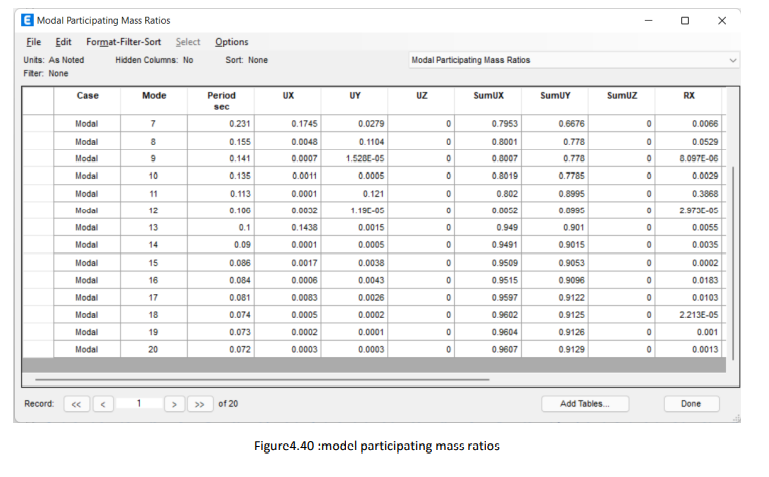 E Modal Participating Mass Ratios
File Edit Format-Filter-Sort Select Options
Units: As Noted Hidden Columns: No Sort: None Modal Participating Mass Ratios
Filter: None
Case Mode Period UX UY UZ SumUX SumUY SumUZ RX
sec
Modal 7 0.231 0.1745 0.0279 0 0.7953 0.6676 0 0.0066
Modal 8 0.155 0.0048 0.1104 0 0.8001 0.778 0 0.0529
Modal 9 0.141 0.0007 1.528E-05 0 0.8007 0.778 0 8.097E-06
Modal 10 0.135 0.0011 0.0005 0 0.8019 0.7785 0 0.0029
Modal 11 0.113 0.0001 0.121 0 0.802 0.8995 0 0.3868
Modal 12 0.106 0.0032 1.19E-05 0 0.8052 0.8995 0 2.973E-05
Modal 13 0.1 0.1438 0.0015 0 0.949 0.901 0 0.0055
Modal 14 0.09 0.0001 0.0005 0 0.9491 0.9015 0 0.0035
Modal 15 0.086 0.0017 0.0038 0 0.9509 0.9053 0 0.0002
Modal 16 0.084 0.0006 0.0043 0 0.9515 0.9096 0 0.0183
Modal 17 0.081 0.0083 0.0026 0 0.9597 0.9122 0 0.0103
Modal 18 0.074 0.0005 0.0002 0 0.9602 0.9125 0 2.213E-05
Modal 19 0.073 0.0002 0.0001 0 0.9604 0.9126 0 0.001
Modal 20 0.072 0.0003 0.0003 0 0.9607 0.9129 0 0.0013
Record: << < 1 > >> of 20 Add Tables... Done
Figure4.40 :model participating mass ratios